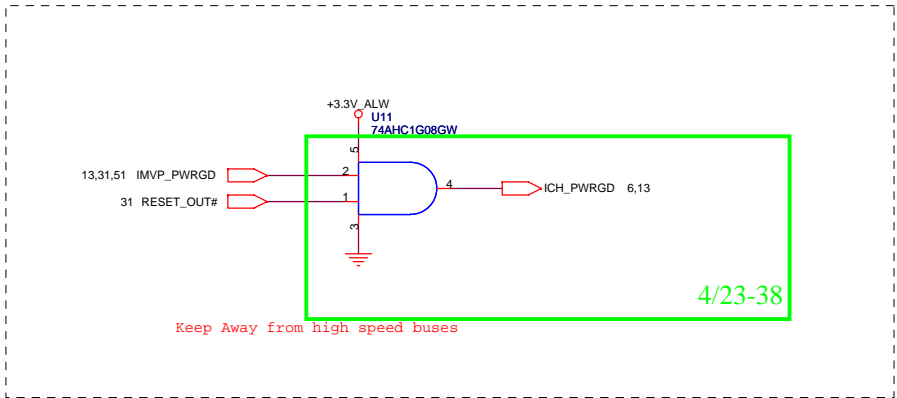 +3.3V_ALW
U11
74AHC1G08GW
5
13,31,51 IMVP_PWRGD
2
4
ICH_PWRGD 6,13
31 RESET_OUT#
1
3
4/23-38
Keep Away from high speed buses